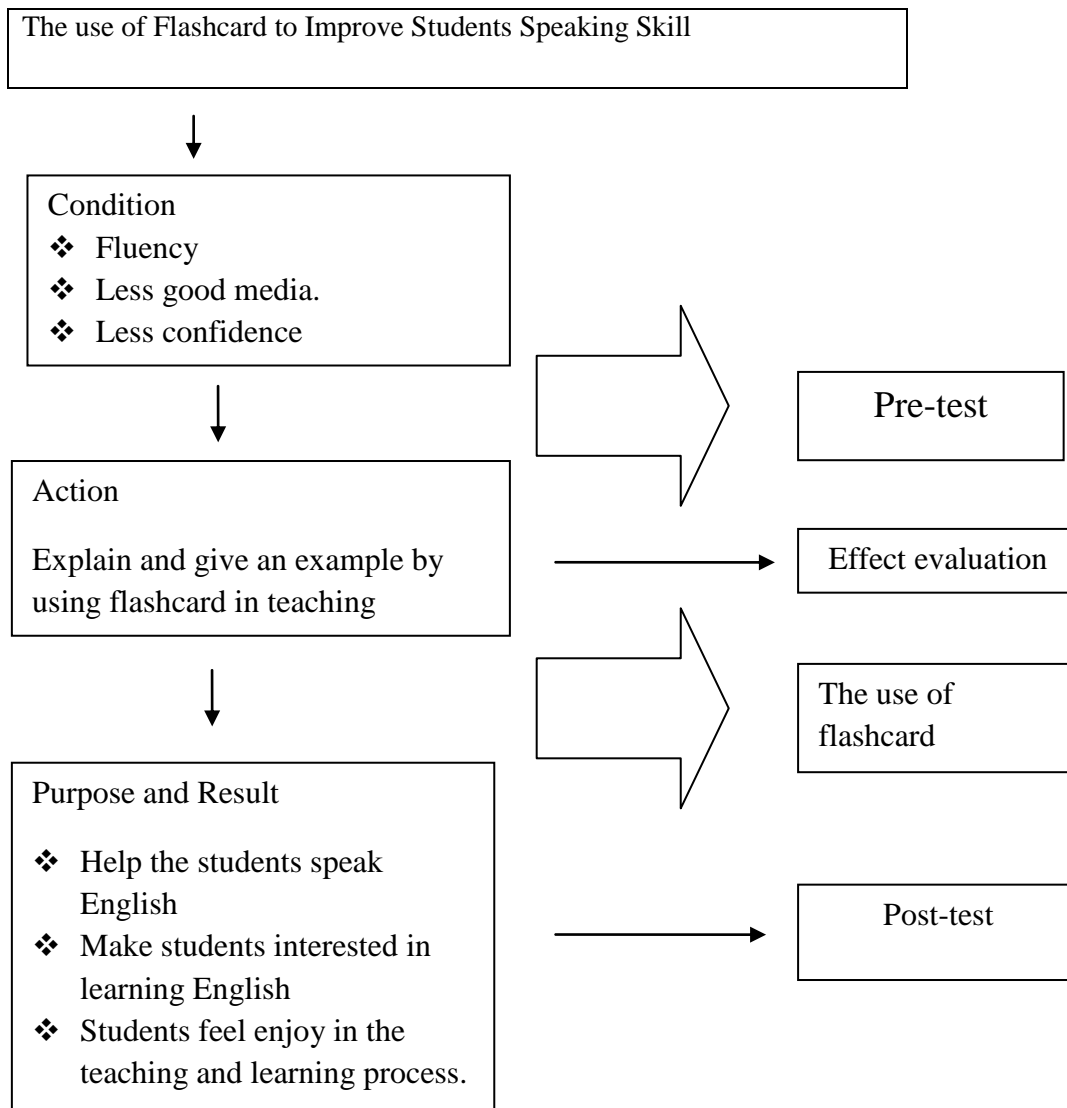 The use of Flashcard to Improve Students Speaking Skill
Condition
❖ Fluency
❖ Less good media.
❖ Less confidence
Pre-test
Action
Explain and give an example by
using flashcard in teaching
Effect evaluation
The use of
flashcard
Purpose and Result
❖ Help the students speak
English
❖ Make students interested in
learning English
❖ Students feel enjoy in the
teaching and learning process.
Post-test